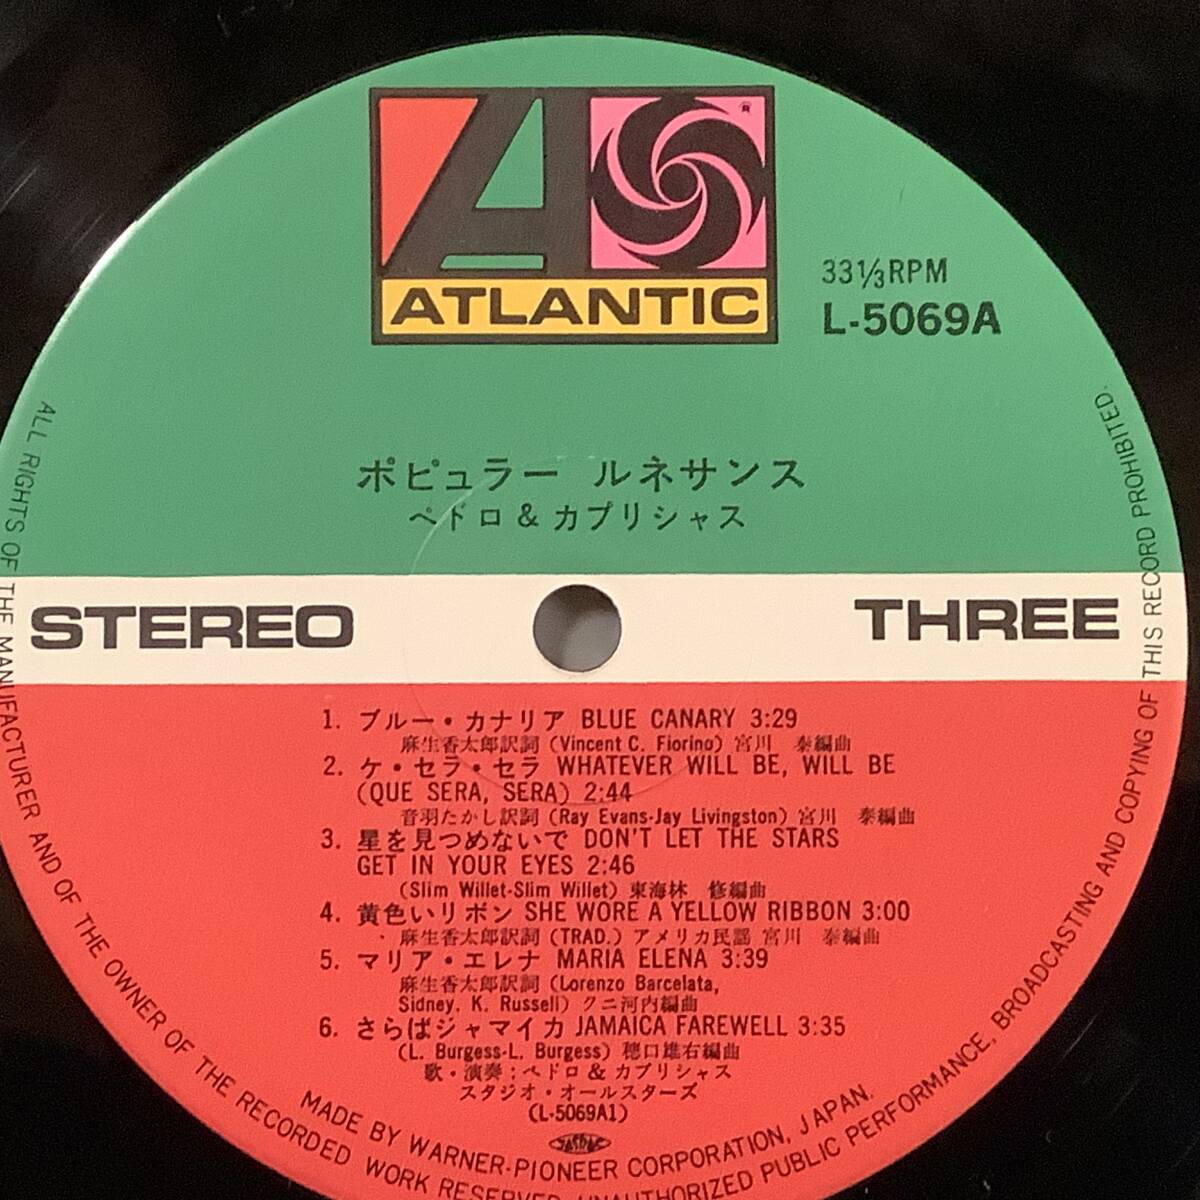 ATLANTIC
®
33⅓RPM
L-5069A
ポピュラー ルネサンス
ペドロ & カプリシャス
STEREO
THREE
1. ブルー・カナリア BLUE CANARY 3:29
麻生香太郎訳詞 (Vincent C. Fiorino) 宮川 泰編曲
2. ケ・セラ・セラ WHATEVER WILL BE, WILL BE
(QUE SERA, SERA) 2:44
音羽たかし訳詞 (Ray Evans-Jay Livingston) 宮川 泰編曲
3. 星を見つめないで DON'T LET THE STARS
GET IN YOUR EYES 2:46
(Slim Willet-Slim Willet) 東海林 修編曲
4. 黄色いリボン SHE WORE A YELLOW RIBBON 3:00
麻生香太郎訳詞 (TRAD.) アメリカ民謡 宮川 泰編曲
5. マリア・エレナ MARIA ELENA 3:39
麻生香太郎訳詞 (Lorenzo Barcelata,
Sidney. K. Russell) クニ河内編曲
6. さらばジャマイカ JAMAICA FAREWELL 3:35
(L. Burgess-L. Burgess)穂口雄右編曲
歌・演奏:ペドロ & カプリシャス
スタジオ・オールスターズ
(L-5069A1)
JASRAC
MADE BY WARNER-PIONEER CORPORATION, JAPAN.
ALL RIGHTS OF THE MANUFACTURER AND OF THE OWNER OF THE RECORDED WORK RESERVED. UNAUTHORIZED PUBLIC PERFORMANCE, BROADCASTING AND COPYING OF THIS RECORD PROHIBITED.